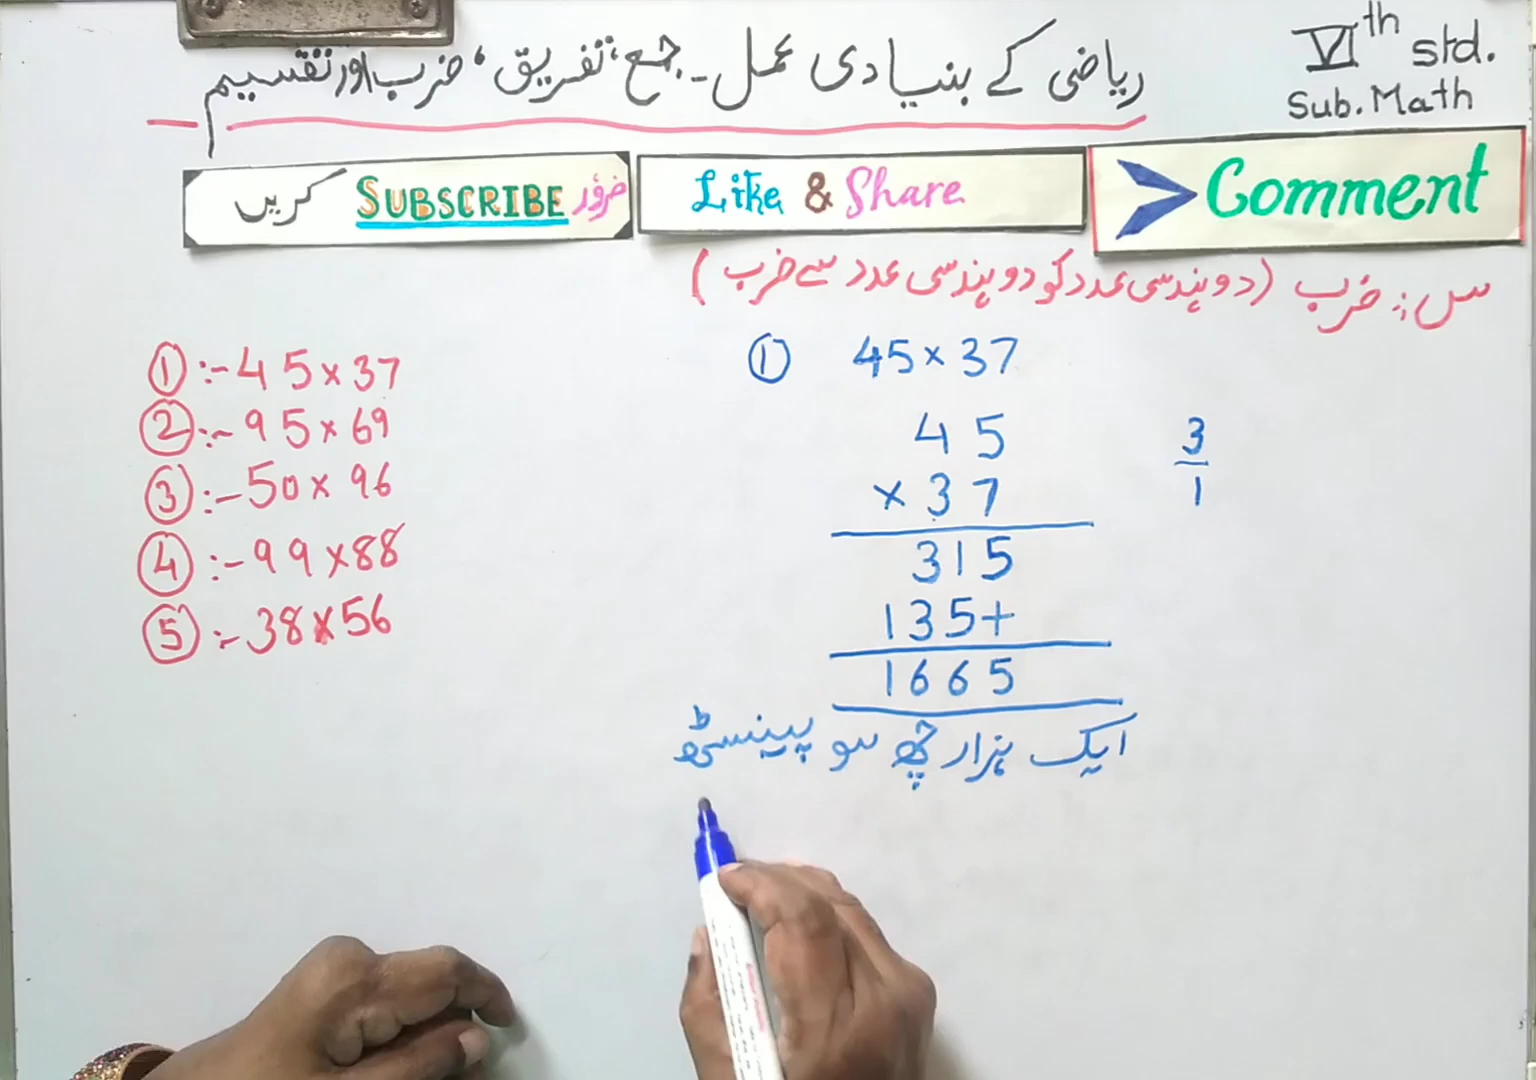 ریاضی کے بنیادی عمل ۔ جمع، تفریق، ضرب اور تقسیم
VIth std.
Sub. Math
ضرور SUBSCRIBE کریں
Like & Share
Comment
س:؛ ضرب (دو ہندسی عدد کو دو ہندسی عدد سے ضرب)
① :- 45 × 37
② :- 95 × 69
③ :- 50 × 96
④ :- 99 × 88
⑤ :- 38 × 56
① 45 × 37
45
× 37
315
135+
1665
3
1
ایک ہزار چھ سو پینسٹھ